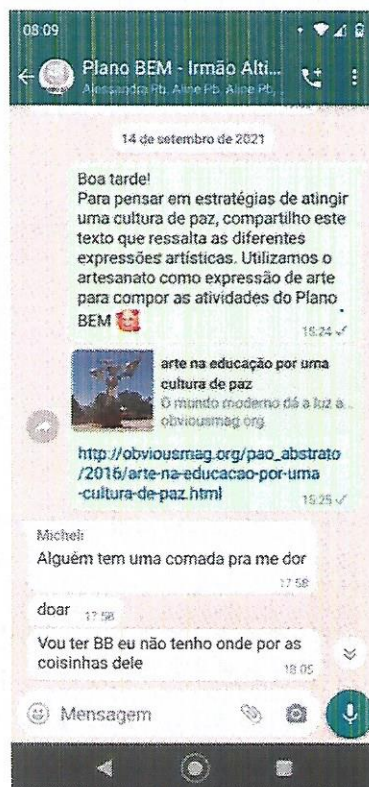 08:09
Plano BEM - Irmão Alti...
Alessandra Pb, Aline Pb, Aline Pb,...
14 de setembro de 2021
Boa tarde!
Para pensar em estratégias de atingir
uma cultura de paz, compartilho este
texto que ressalta as diferentes
expressões artísticas. Utilizamos o
artesanato como expressão de arte
para compor as atividades do Plano
BEM
15:24
arte na educação por uma
cultura de paz
O mundo moderno dá a luz a...
obviousmag.org
http://obviousmag.org/pao_abstrato
/2016/arte-na-educacao-por-uma
-cultura-de-paz.html
15:25
Micheli
Alguém tem uma comada pra me dor
17:58
doar
17:58
Vou ter BB eu não tenho onde por as
coisinhas dele
18:05
Mensagem